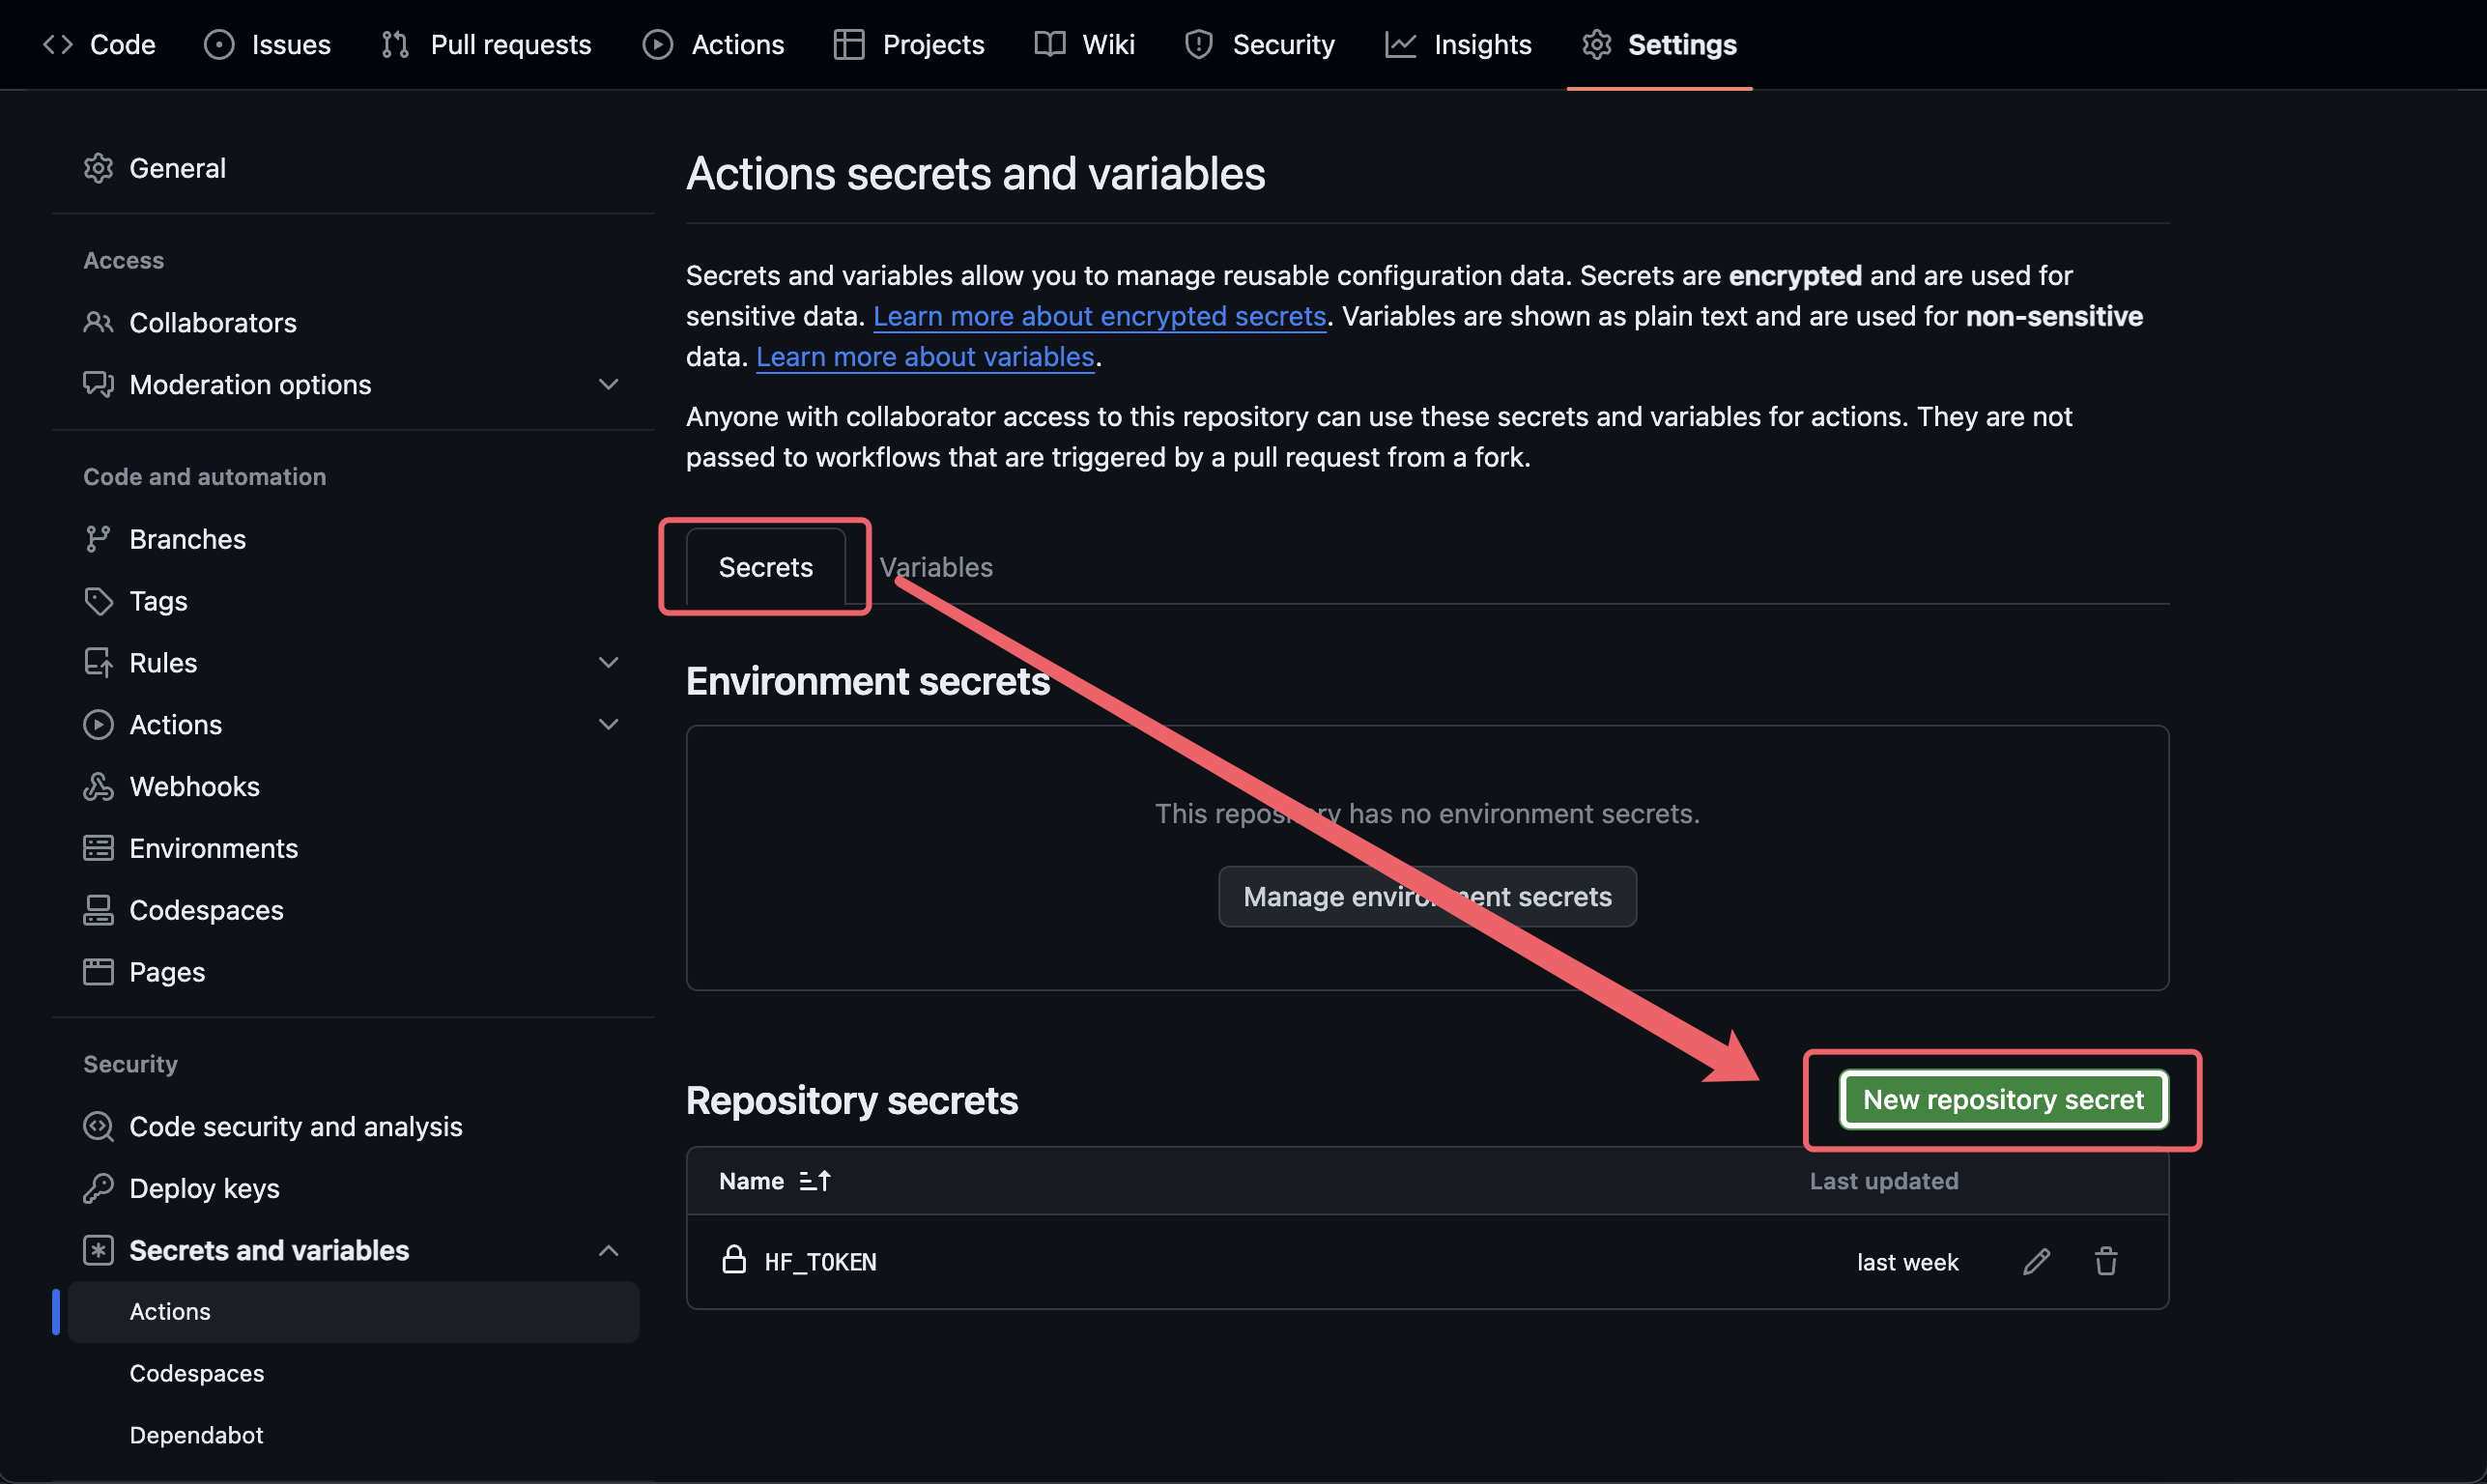 Code Issues Pull requests Actions Projects Wiki Security Insights Settings
General
Access
Collaborators
Moderation options
Code and automation
Branches
Tags
Rules
Actions
Webhooks
Environments
Codespaces
Pages
Security
Code security and analysis
Deploy keys
Secrets and variables
Actions
Codespaces
Dependabot
Actions secrets and variables
Secrets and variables allow you to manage reusable configuration data. Secrets are encrypted and are used for
sensitive data. Learn more about encrypted secrets. Variables are shown as plain text and are used for non-sensitive
data. Learn more about variables.
Anyone with collaborator access to this repository can use these secrets and variables for actions. They are not
passed to workflows that are triggered by a pull request from a fork.
Secrets Variables
Environment secrets
This repository has no environment secrets.
Manage environment secrets
Repository secrets New repository secret
Name Last updated
HF_TOKEN last week